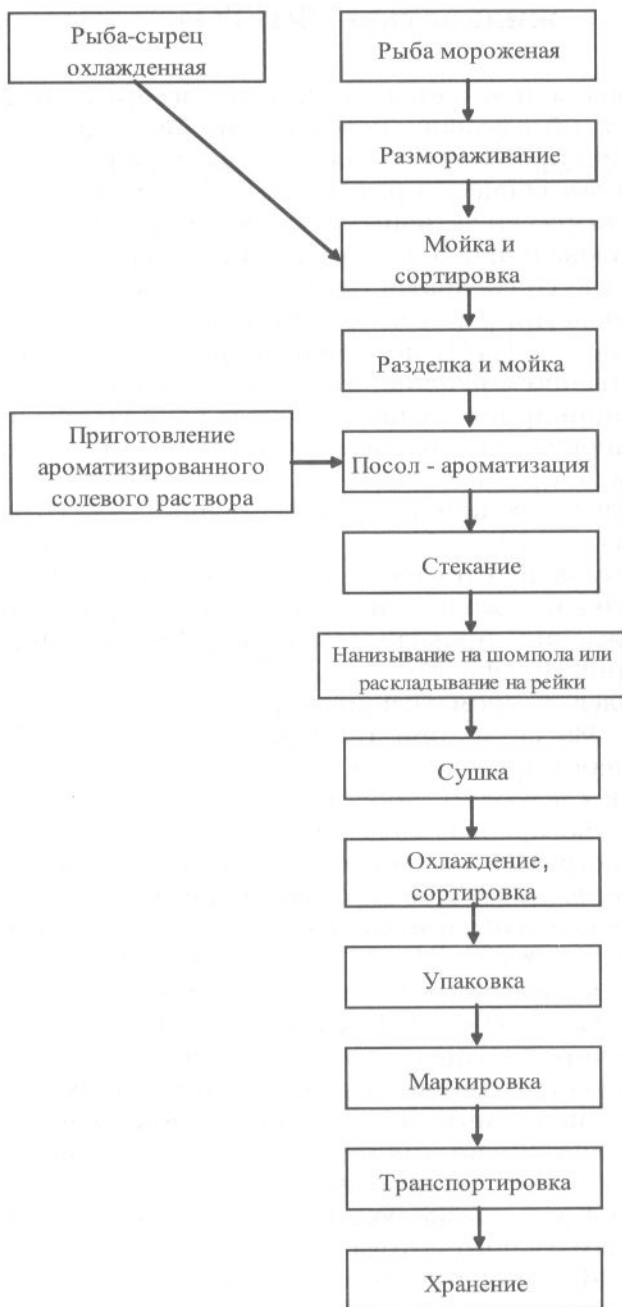 Рыба-сырец
охлажденная
Рыба мороженая
Размораживание
Мойка и
сортировка
Разделка и мойка
Приготовление
ароматизированного
солевого раствора
Посол - ароматизация
Стекание
Нанизывание на шомпола или
раскладывание на рейки
Сушка
Охлаждение,
сортировка
Упаковка
Маркировка
Транспортировка
Хранение